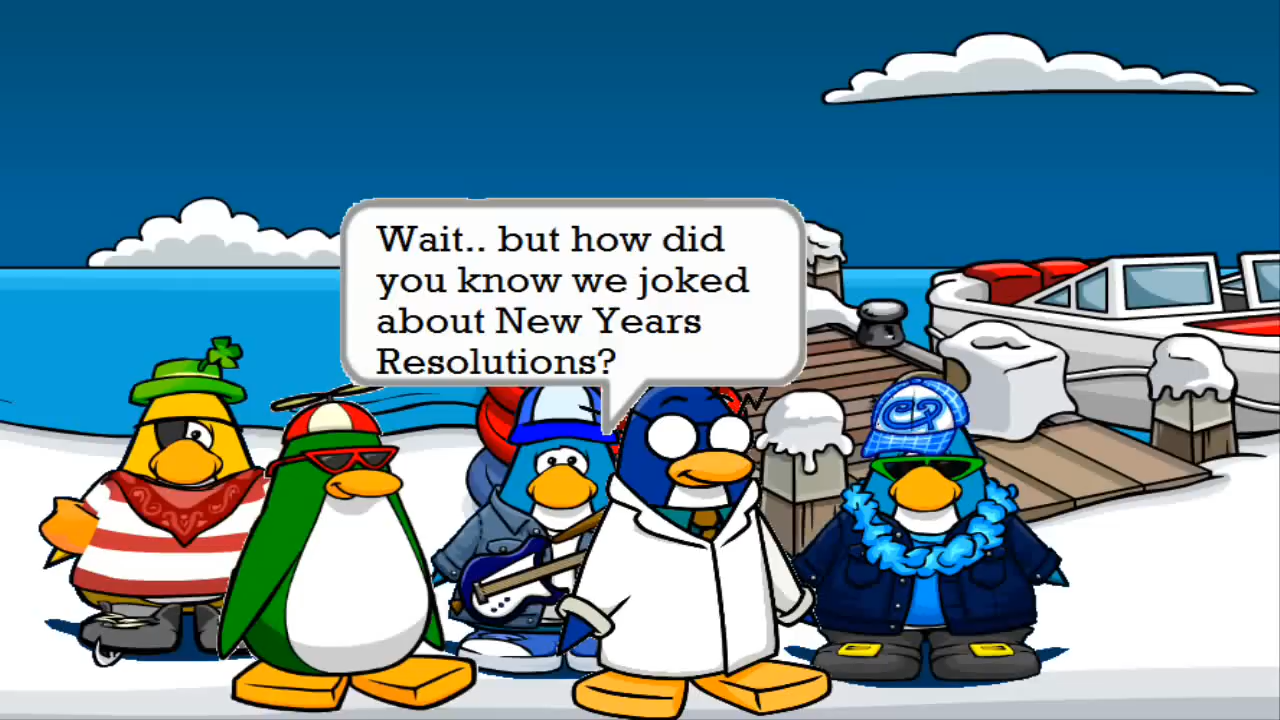 Wait.. but how did
you know we joked
about New Years
Resolutions?